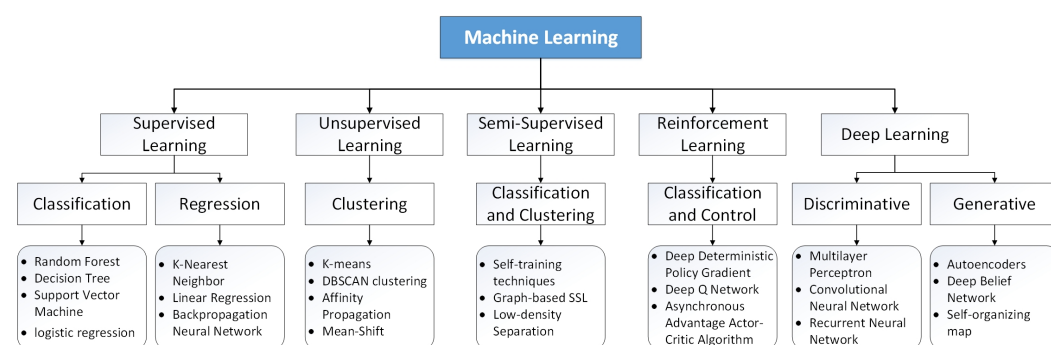 Machine Learning
Supervised
Learning
Unsupervised
Learning
Semi-Supervised
Learning
Reinforcement
Learning
Deep Learning
Classification
Regression
Clustering
Classification
and Clustering
Classification
and Control
Discriminative
Generative
• Random Forest
• Decision Tree
• Support Vector
Machine
• logistic regression
• K-Nearest
Neighbor
• Linear Regression
• Backpropagation
Neural Network
• K-means
• DBSCAN clustering
• Affinity
Propagation
• Mean-Shift
• Self-training
techniques
• Graph-based SSL
• Low-density
Separation
• Deep Deterministic
Policy Gradient
• Deep Q Network
• Asynchronous
Advantage Actor-
Critic Algorithm
• Multilayer
Perceptron
• Convolutional
Neural Network
• Recurrent Neural
Network
• Autoencoders
• Deep Belief
Network
• Self-organizing
map